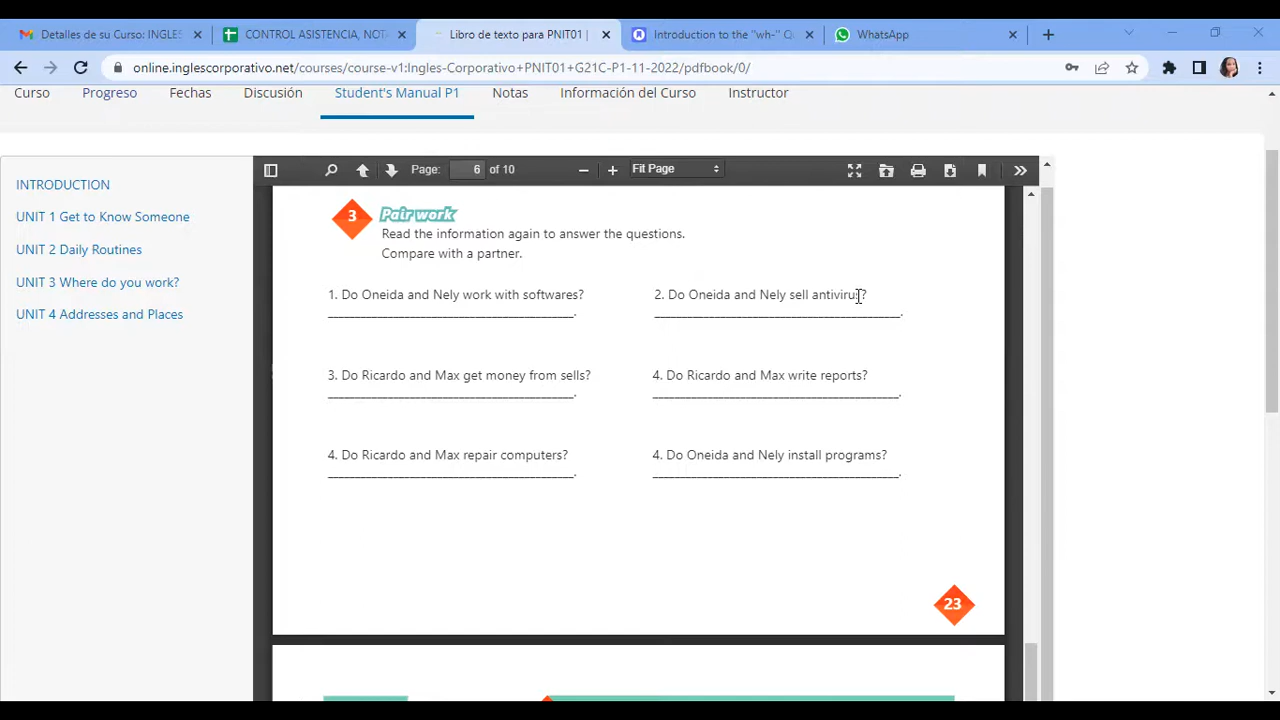 Detalles de su Curso: INGLES
CONTROL ASISTENCIA, NOT
Libro de texto para PNIT01 |
Introduction to the "wh-" Q
WhatsApp
online.inglescorporativo.net/courses/course-v1:Ingles-Corporativo+PNIT01+G21C-P1-11-2022/pdfbook/0/
Curso Progreso Fechas Discusión Student's Manual P1 Notas Información del Curso Instructor
Page: 6 of 10 Fit Page
INTRODUCTION
UNIT 1 Get to Know Someone
UNIT 2 Daily Routines
UNIT 3 Where do you work?
UNIT 4 Addresses and Places
3 Pair work
Read the information again to answer the questions.
Compare with a partner.
1. Do Oneida and Nely work with softwares?
2. Do Oneida and Nely sell antivirus?
3. Do Ricardo and Max get money from sells?
4. Do Ricardo and Max write reports?
4. Do Ricardo and Max repair computers?
4. Do Oneida and Nely install programs?
23